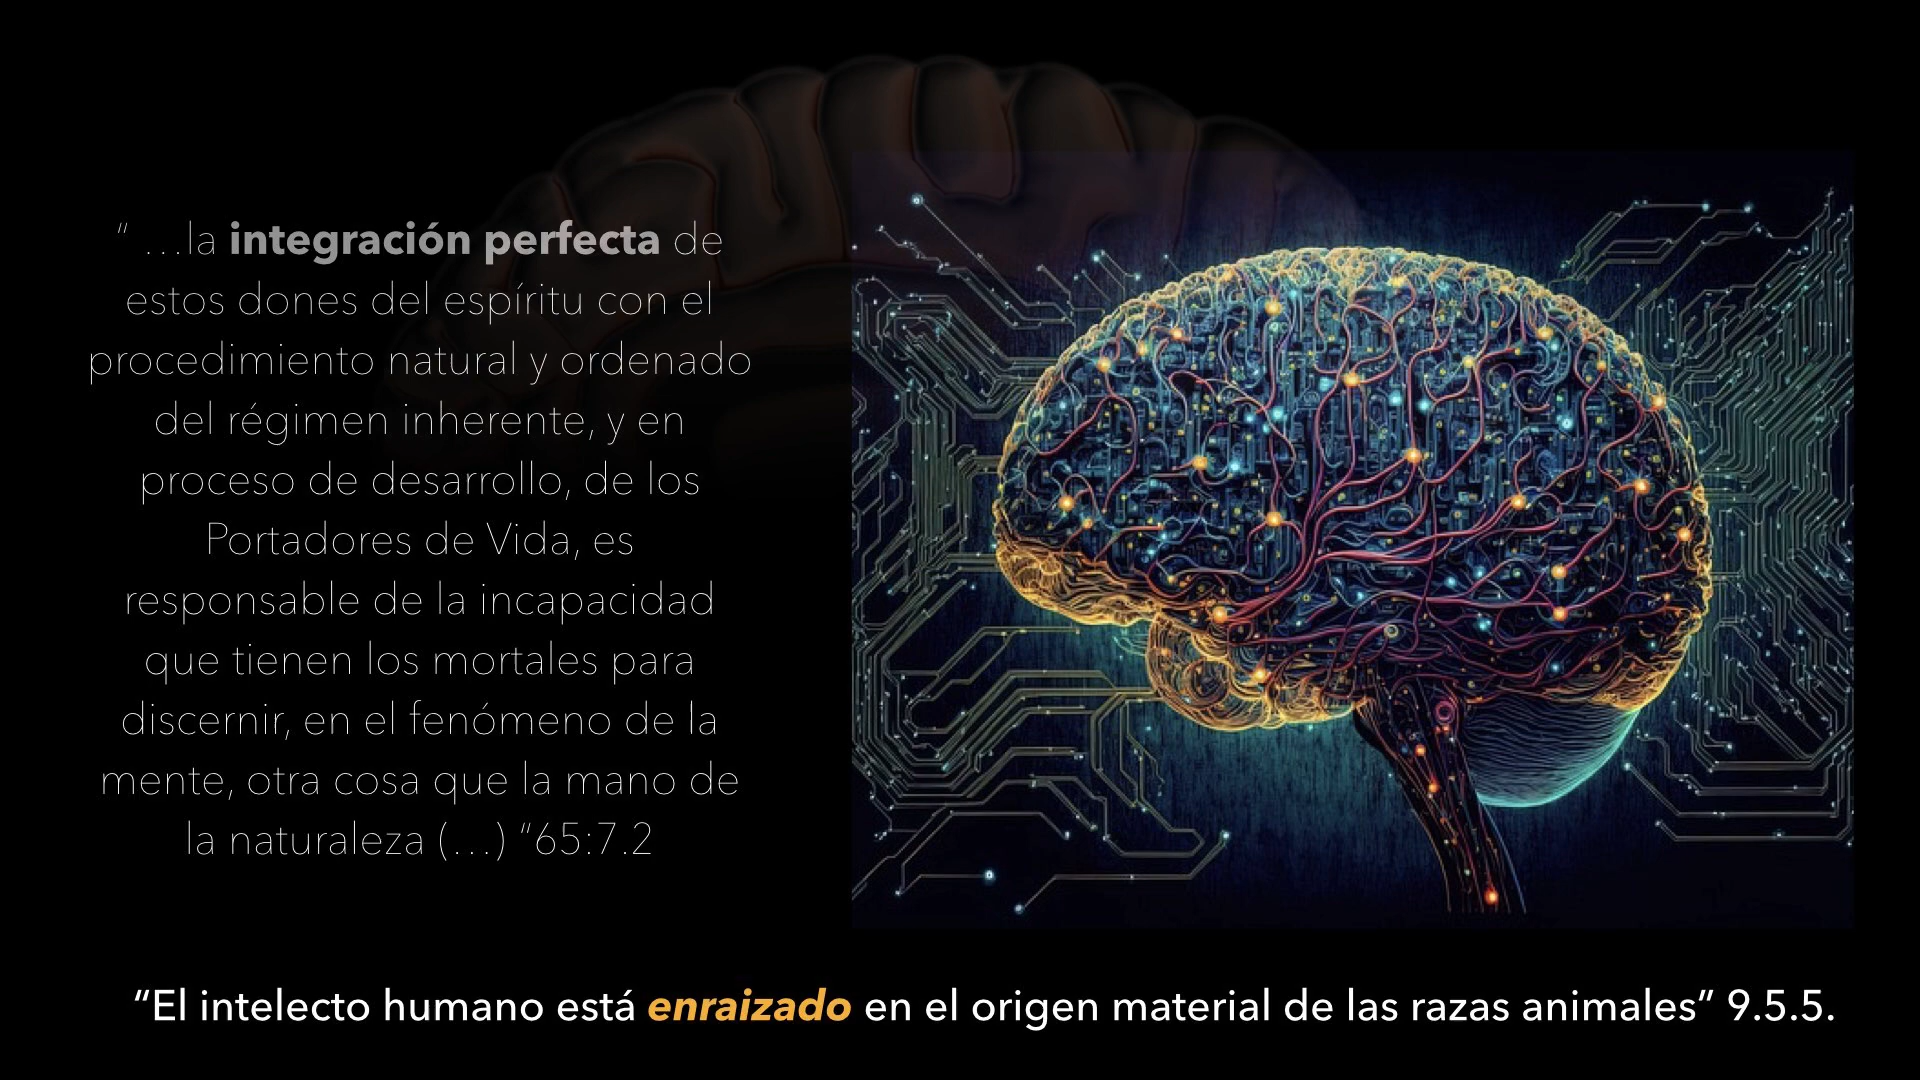 “ …la integración perfecta de
estos dones del espíritu con el
procedimiento natural y ordenado
del régimen inherente, y en
proceso de desarrollo, de los
Portadores de Vida, es
responsable de la incapacidad
que tienen los mortales para
discernir, en el fenómeno de la
mente, otra cosa que la mano de
la naturaleza (…) “65:7.2
“El intelecto humano está enraizado en el origen material de las razas animales” 9.5.5.